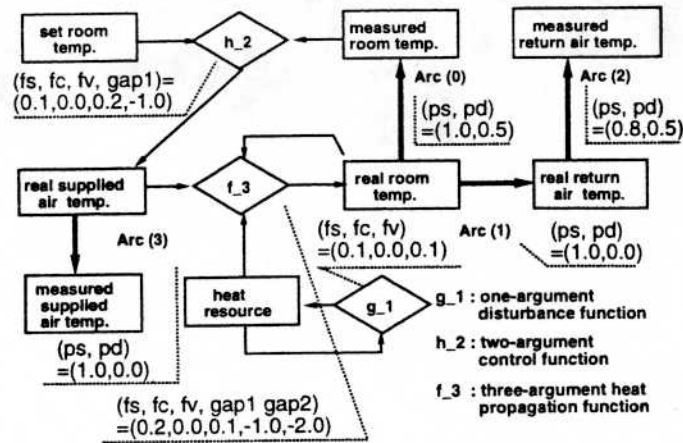 set room
temp.
h_2
measured
room temp.
measured
return air temp.
(fs, fc, fv, gap1)=
(0.1,0.0,0.2,-1.0)
Arc (0)
Arc (2)
(ps, pd)
=(1.0,0.5)
(ps, pd)
=(0.8,0.5)
real supplied
air temp.
f_3
real room
temp.
real return
air temp.
Arc (3)
(fs, fc, fv)
=(0.1,0.0,0.1)
Arc (1)
(ps, pd)
=(1.0,0.0)
measured
supplied
air temp.
heat
resource
g_1
g_1 : one-argument
disturbance function
(ps, pd)
=(1.0,0.0)
h_2 : two-argument
control function
(fs, fc, fv, gap1 gap2)
=(0.2,0.0,0.1,-1.0,-2.0)
f_3 : three-argument heat
propagation function